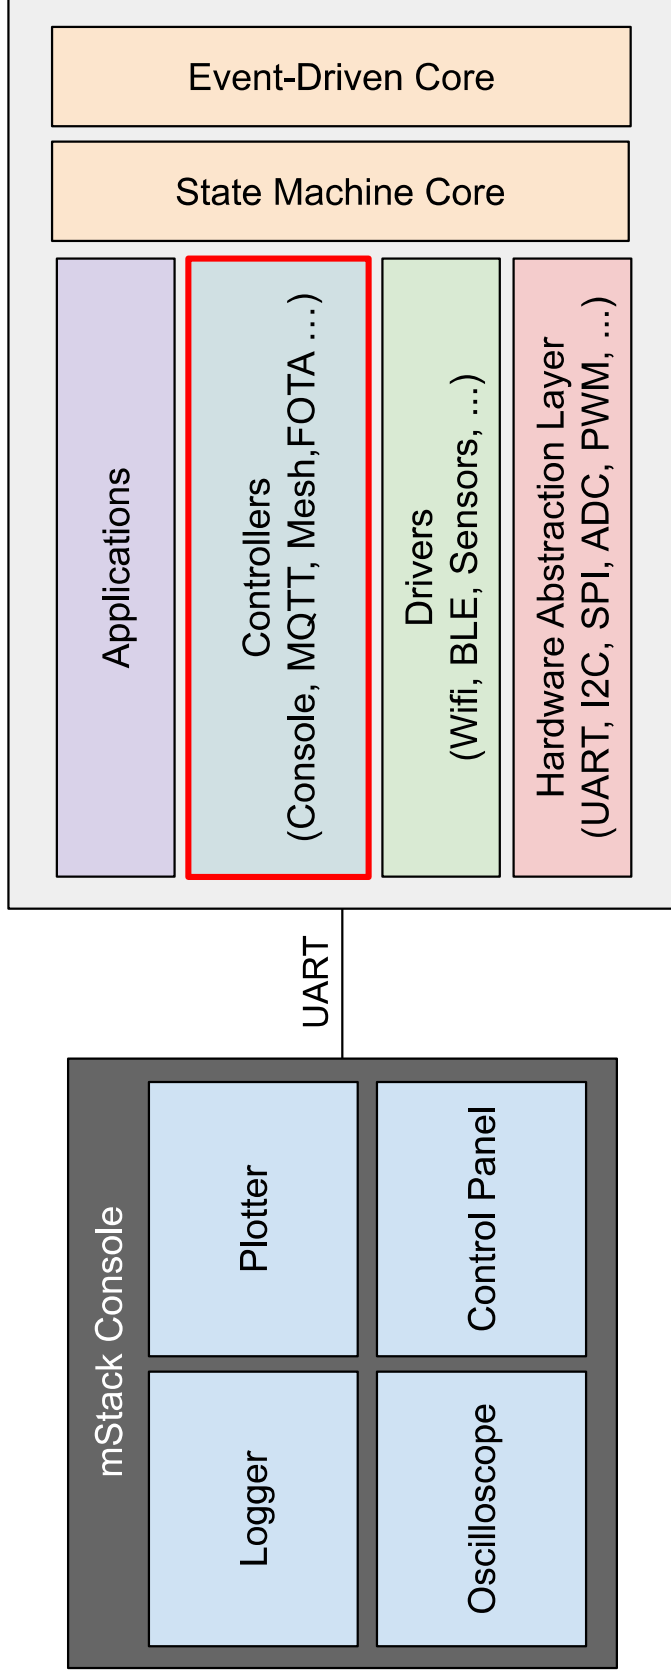 Event-Driven Core
State Machine Core
Applications
Controllers
(Console, MQTT, Mesh,FOTA ...)
Drivers
(Wifi, BLE, Sensors, ...)
Hardware Abstraction Layer
(UART, I2C, SPI, ADC, PWM, ...)
UART
mStack Console
Logger
Plotter
Oscilloscope
Control Panel